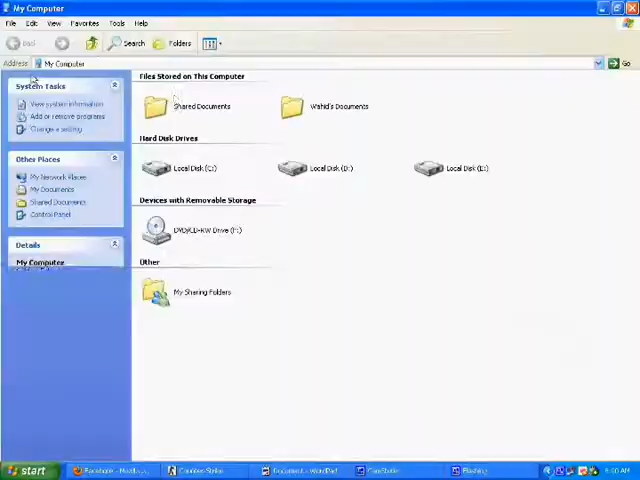 My Computer
File Edit View Favorites Tools Help
Back Search Folders
Address My Computer Go
System Tasks
View system information
Add or remove programs
Change a setting
Other Places
My Network Places
My Documents
Shared Documents
Control Panel
Details
My Computer
Files Stored on This Computer
Shared Documents Wahid's Documents
Hard Disk Drives
Local Disk (C:) Local Disk (D:) Local Disk (E:)
Devices with Removable Storage
DVD/CD-RW Drive (F:)
Other
My Sharing Folders
start Document - WordPad